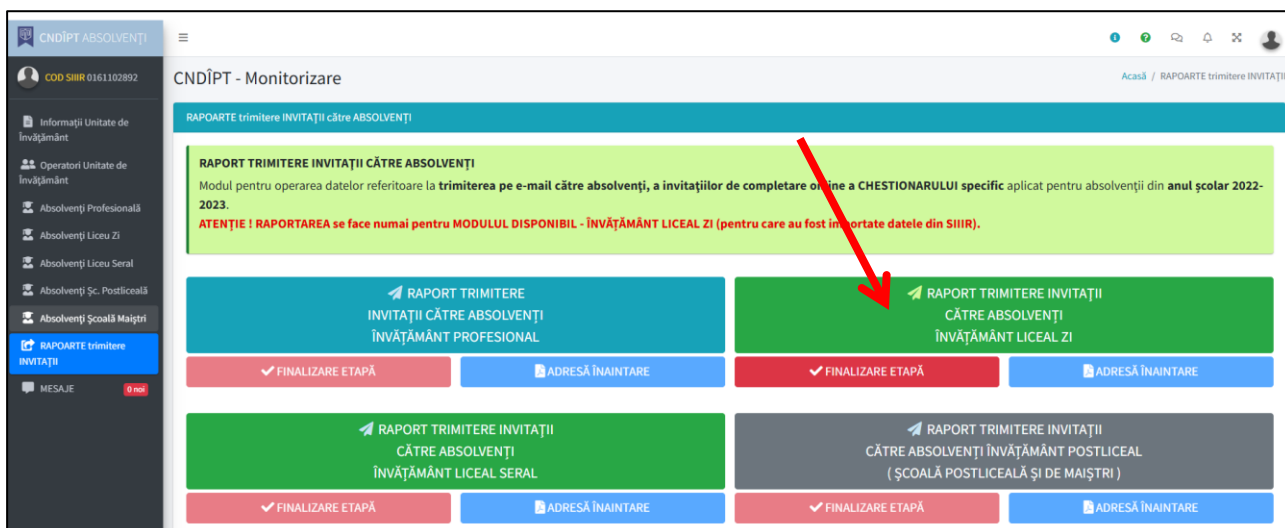 CNDÎPT ABSOLVENȚI
COD SIIIR 0161102892
Informații Unitate de
Învățământ
Operatori Unitate de
Învățământ
Absolvenți Profesională
Absolvenți Liceu Zi
Absolvenți Liceu Seral
Absolvenți Șc. Postliceală
Absolvenți Școală Maiștri
RAPOARTE trimitere
INVITAȚII
MESAJE 0 noi
CNDÎPT - Monitorizare
Acasă / RAPOARTE trimitere INVITAȚII
RAPOARTE trimitere INVITAȚII către ABSOLVENȚI
RAPORT TRIMITERE INVITAȚII CĂTRE ABSOLVENȚI
Modul pentru operarea datelor referitoare la trimiterea pe e-mail către absolvenți, a invitațiilor de completare online a CHESTIONARULUI specific aplicat pentru absolvenții din anul școlar 2022-
2023.
ATENȚIE ! RAPORTAREA se face numai pentru MODULUL DISPONIBIL - ÎNVĂȚĂMÂNT LICEAL ZI (pentru care au fost importate datele din SIIIR).
RAPORT TRIMITERE
INVITAȚII CĂTRE ABSOLVENȚI
ÎNVĂȚĂMÂNT PROFESIONAL
FINALIZARE ETAPĂ
ADRESĂ ÎNAINTARE
RAPORT TRIMITERE INVITAȚII
CĂTRE ABSOLVENȚI
ÎNVĂȚĂMÂNT LICEAL ZI
FINALIZARE ETAPĂ
ADRESĂ ÎNAINTARE
RAPORT TRIMITERE INVITAȚII
CĂTRE ABSOLVENȚI
ÎNVĂȚĂMÂNT LICEAL SERAL
FINALIZARE ETAPĂ
ADRESĂ ÎNAINTARE
RAPORT TRIMITERE INVITAȚII
CĂTRE ABSOLVENȚI ÎNVĂȚĂMÂNT POSTLICEAL
( ȘCOALĂ POSTLICEALĂ ȘI DE MAIȘTRI )
FINALIZARE ETAPĂ
ADRESĂ ÎNAINTARE